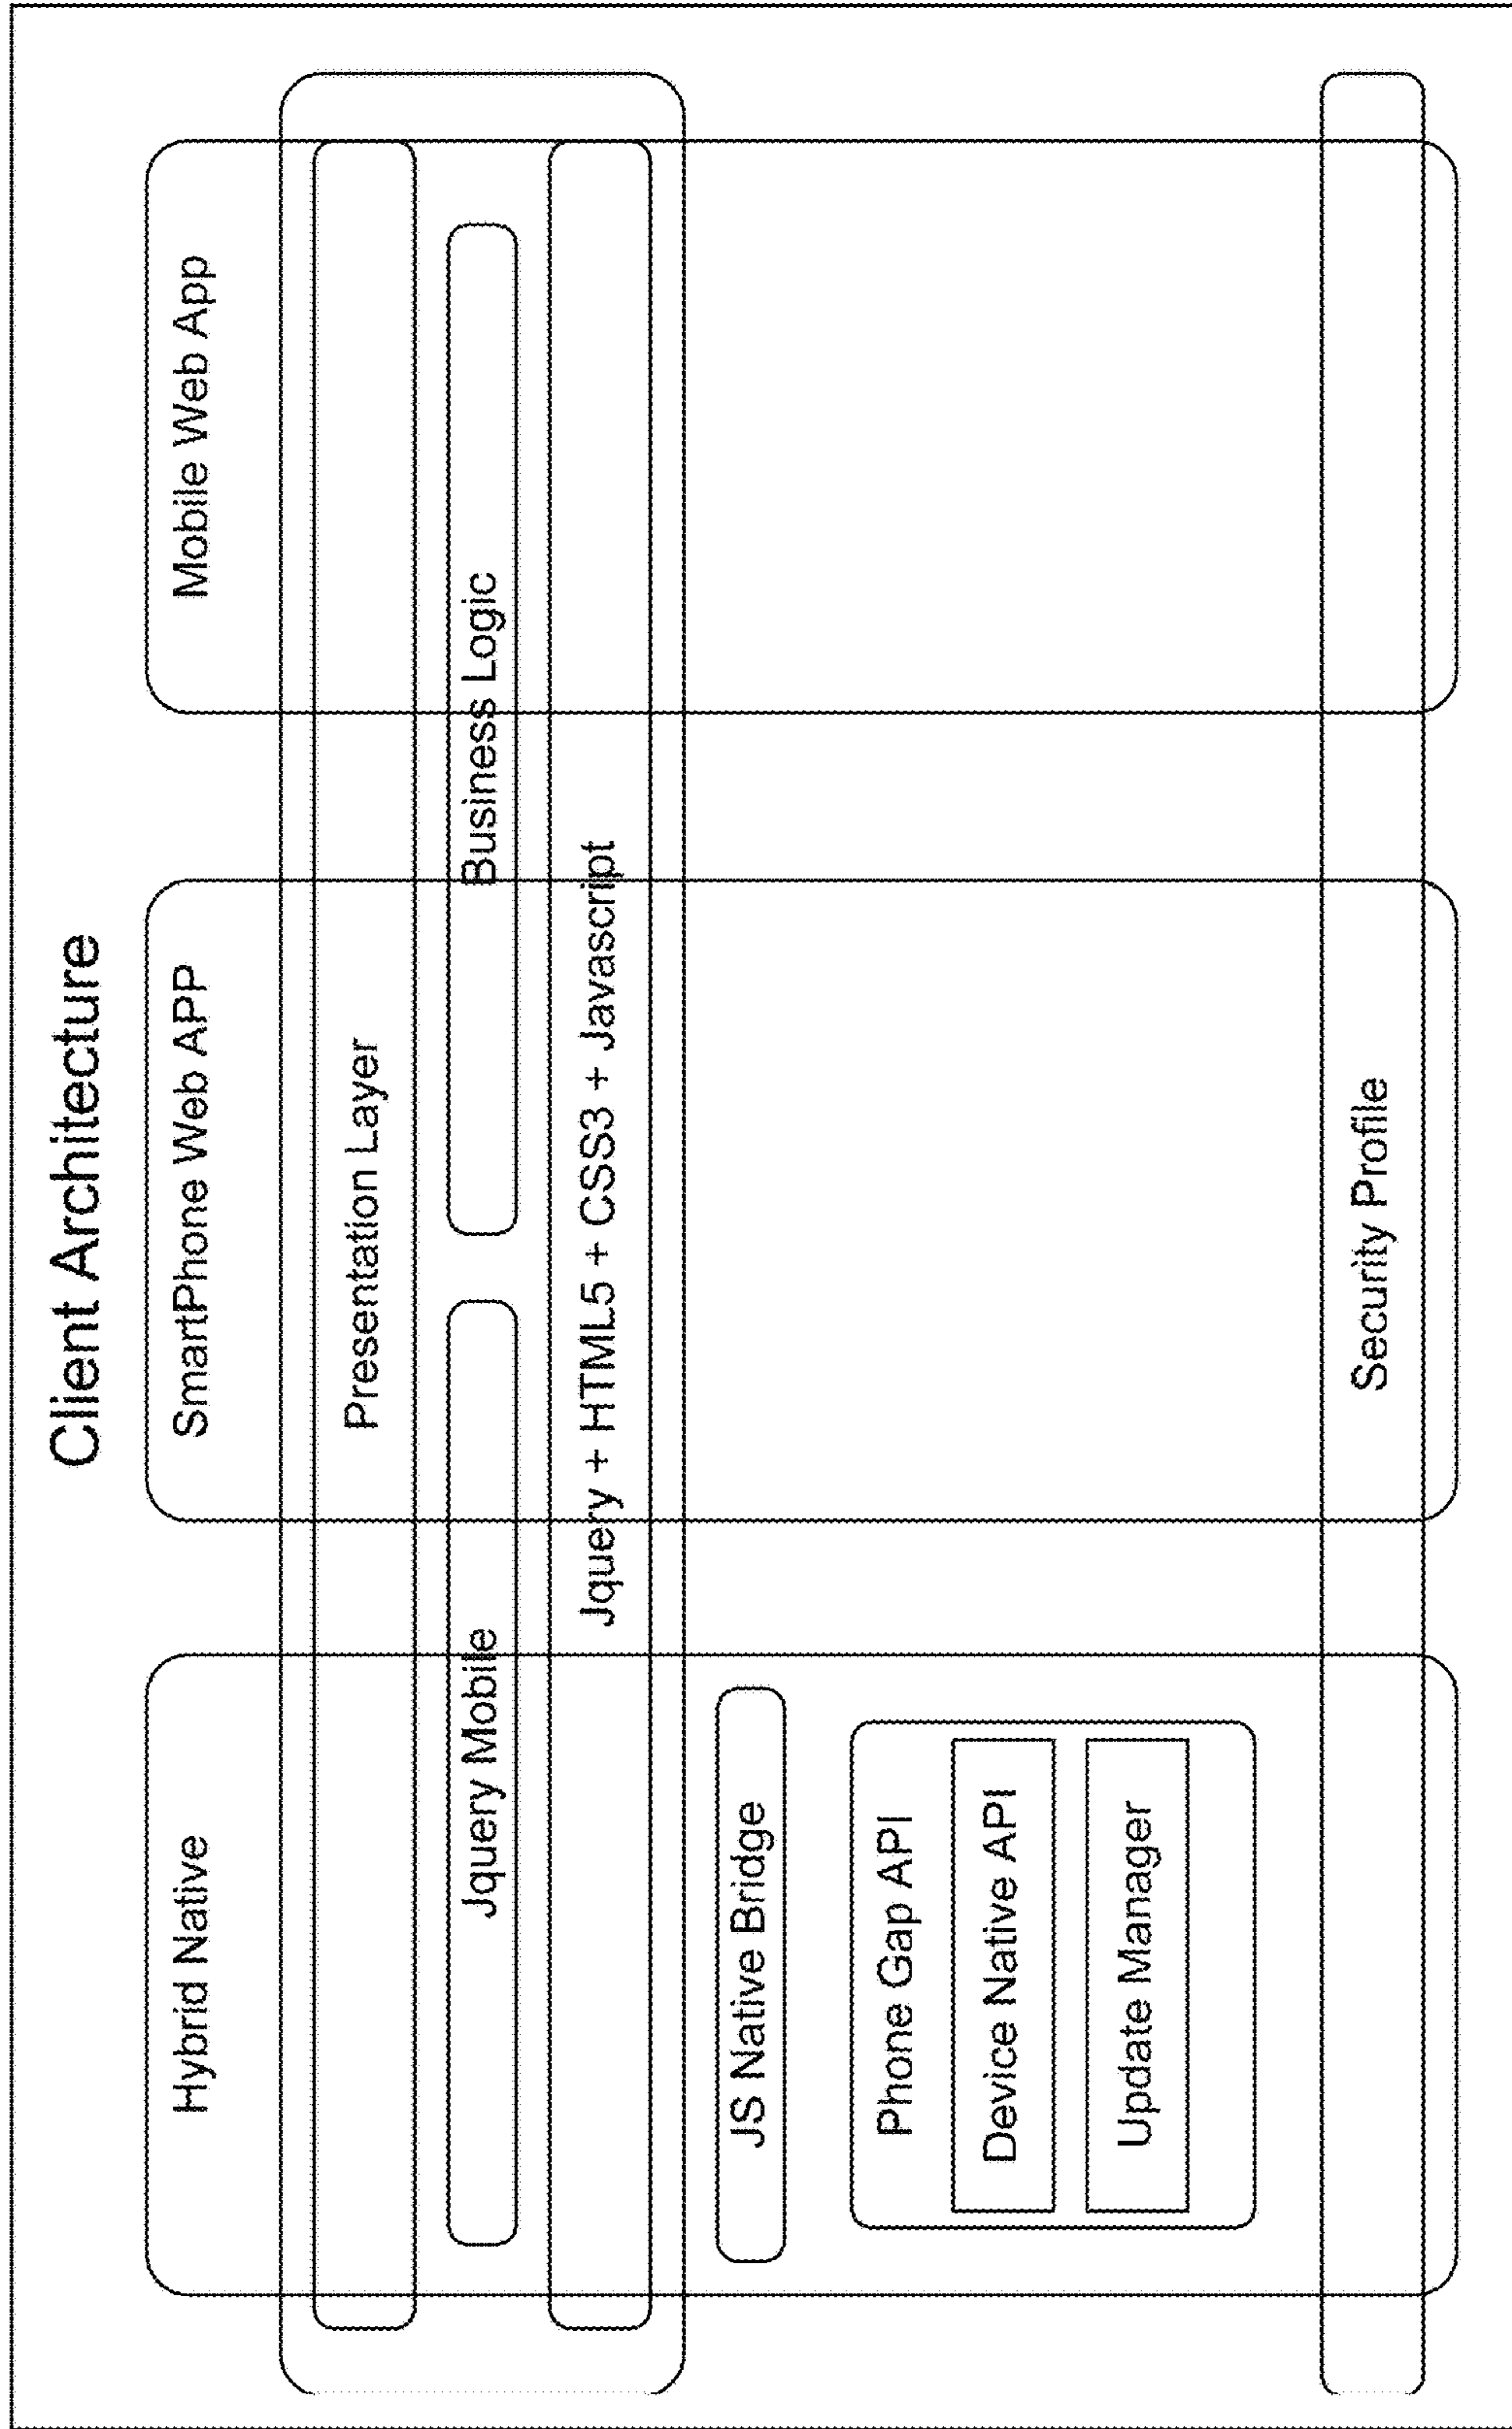 Client Architecture
Hybrid Native
SmartPhone Web APP
Mobile Web App
Presentation Layer
Jquery Mobile
Business Logic
Jquery + HTML5 + CSS3 + Javascript
JS Native Bridge
Phone Gap API
Device Native API
Update Manager
Security Profile